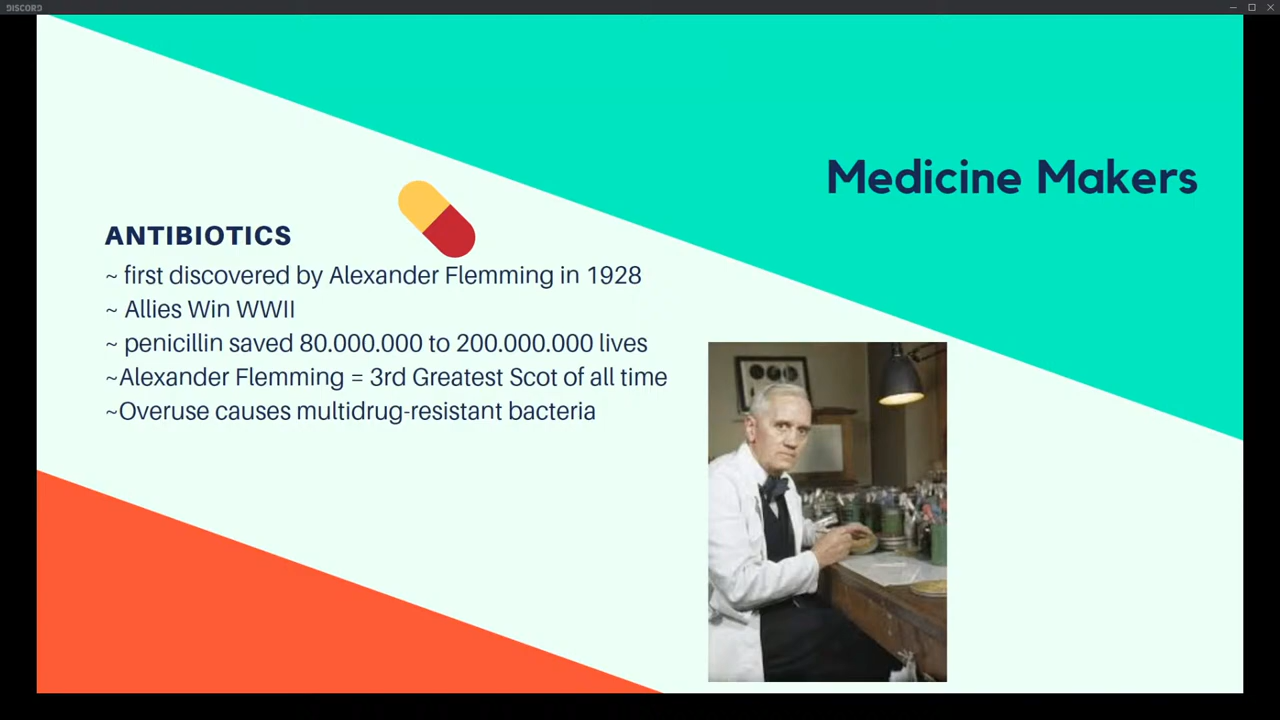 DISCORD
Medicine Makers
ANTIBIOTICS
~ first discovered by Alexander Flemming in 1928
~ Allies Win WWII
~ penicillin saved 80.000.000 to 200.000.000 lives
~Alexander Flemming = 3rd Greatest Scot of all time
~Overuse causes multidrug-resistant bacteria